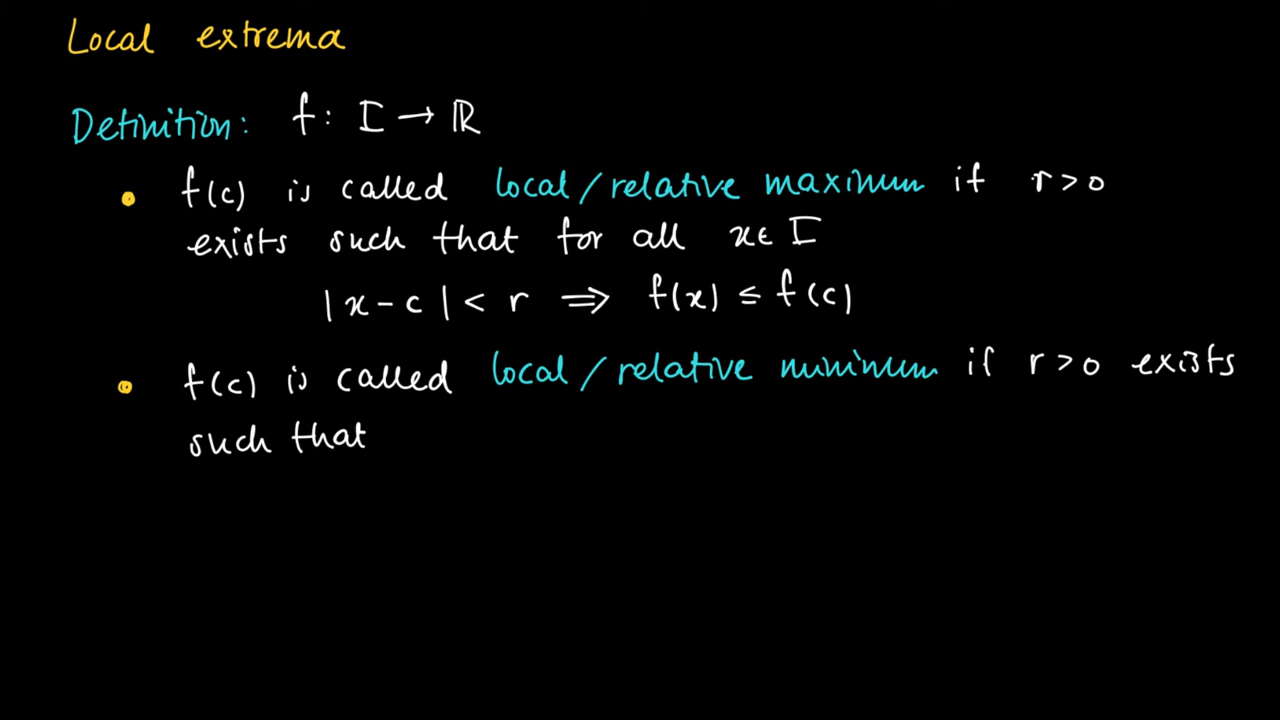 Local extrema
Definition: f: I → ℝ
• f(c) is called local/relative maximum if r > 0
exists such that for all x ∈ I
|x - c| < r ⟹ f(x) ≤ f(c)
• f(c) is called local/relative minimum if r > 0 exists
such that